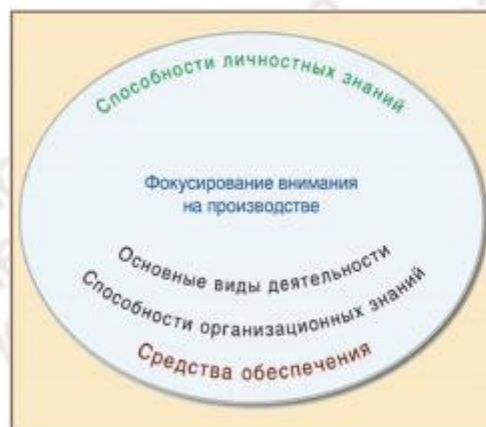 Способности личностных знаний
Фокусирование внимания
на производстве
Основные виды деятельности
Способности организационных знаний
Средства обеспечения